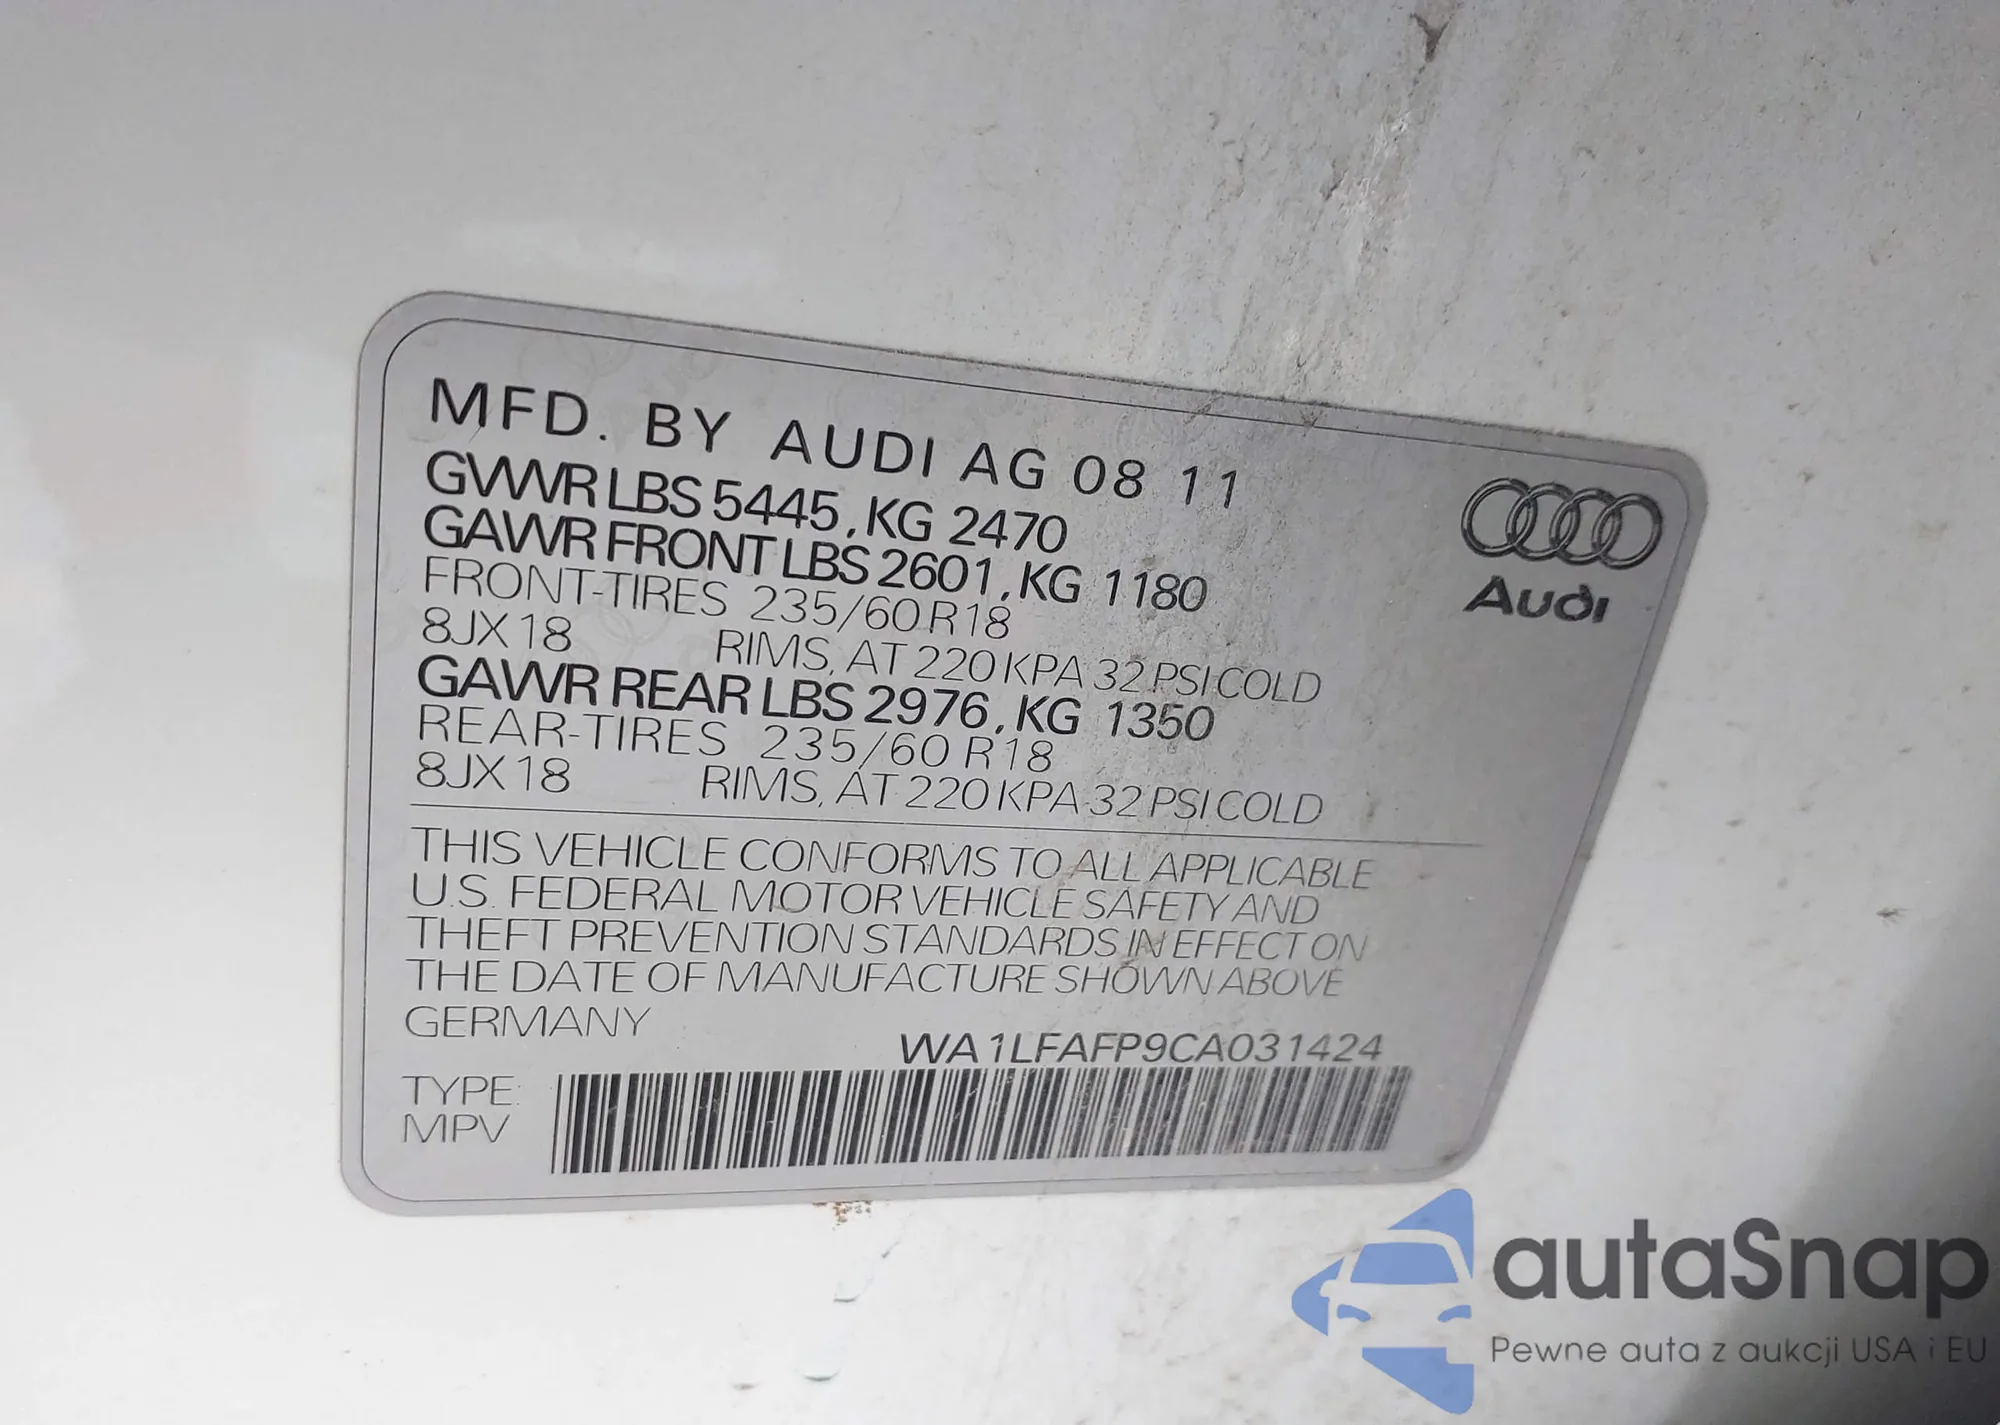 MFD. BY AUDI AG 08 11
GVWR LBS 5445, KG 2470
GAWR FRONT LBS 2601, KG 1180
FRONT-TIRES 235/60 R18
8JX18 RIMS, AT 220 KPA 32 PSI COLD
GAWR REAR LBS 2976, KG 1350
REAR-TIRES 235/60 R18
8JX18 RIMS, AT 220 KPA 32 PSI COLD
Audi
THIS VEHICLE CONFORMS TO ALL APPLICABLE
U.S. FEDERAL MOTOR VEHICLE SAFETY AND
THEFT PREVENTION STANDARDS IN EFFECT ON
THE DATE OF MANUFACTURE SHOWN ABOVE
GERMANY
WA1LFAFP9CA031424
TYPE:
MPV
autaSnap
Pewne auta z aukcji USA i EU